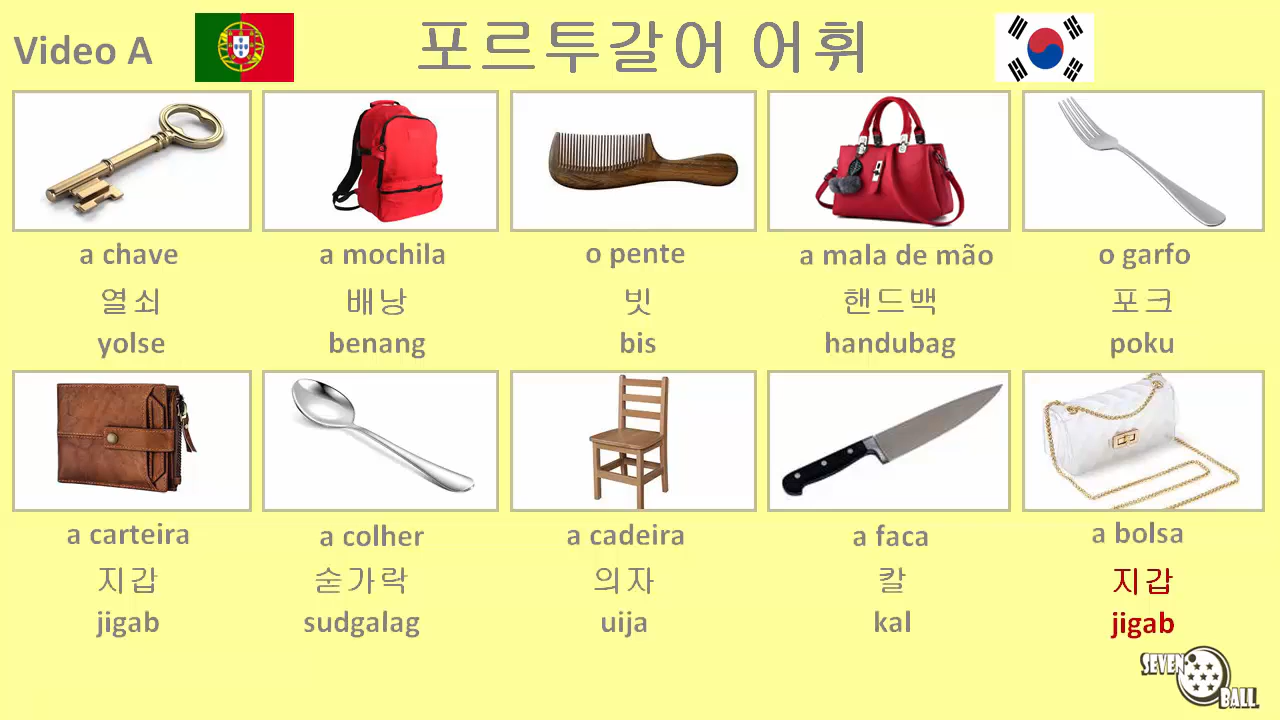 Video A
포르투갈어 어휘
a chave
a mochila
o pente
a mala de mão
o garfo
열쇠
배낭
빗
핸드백
포크
yolse
benang
bis
handubag
poku
a carteira
a colher
a cadeira
a faca
a bolsa
지갑
숟가락
의자
칼
지갑
jigab
sudgalag
uija
kal
jigab
SEVEN
BALL